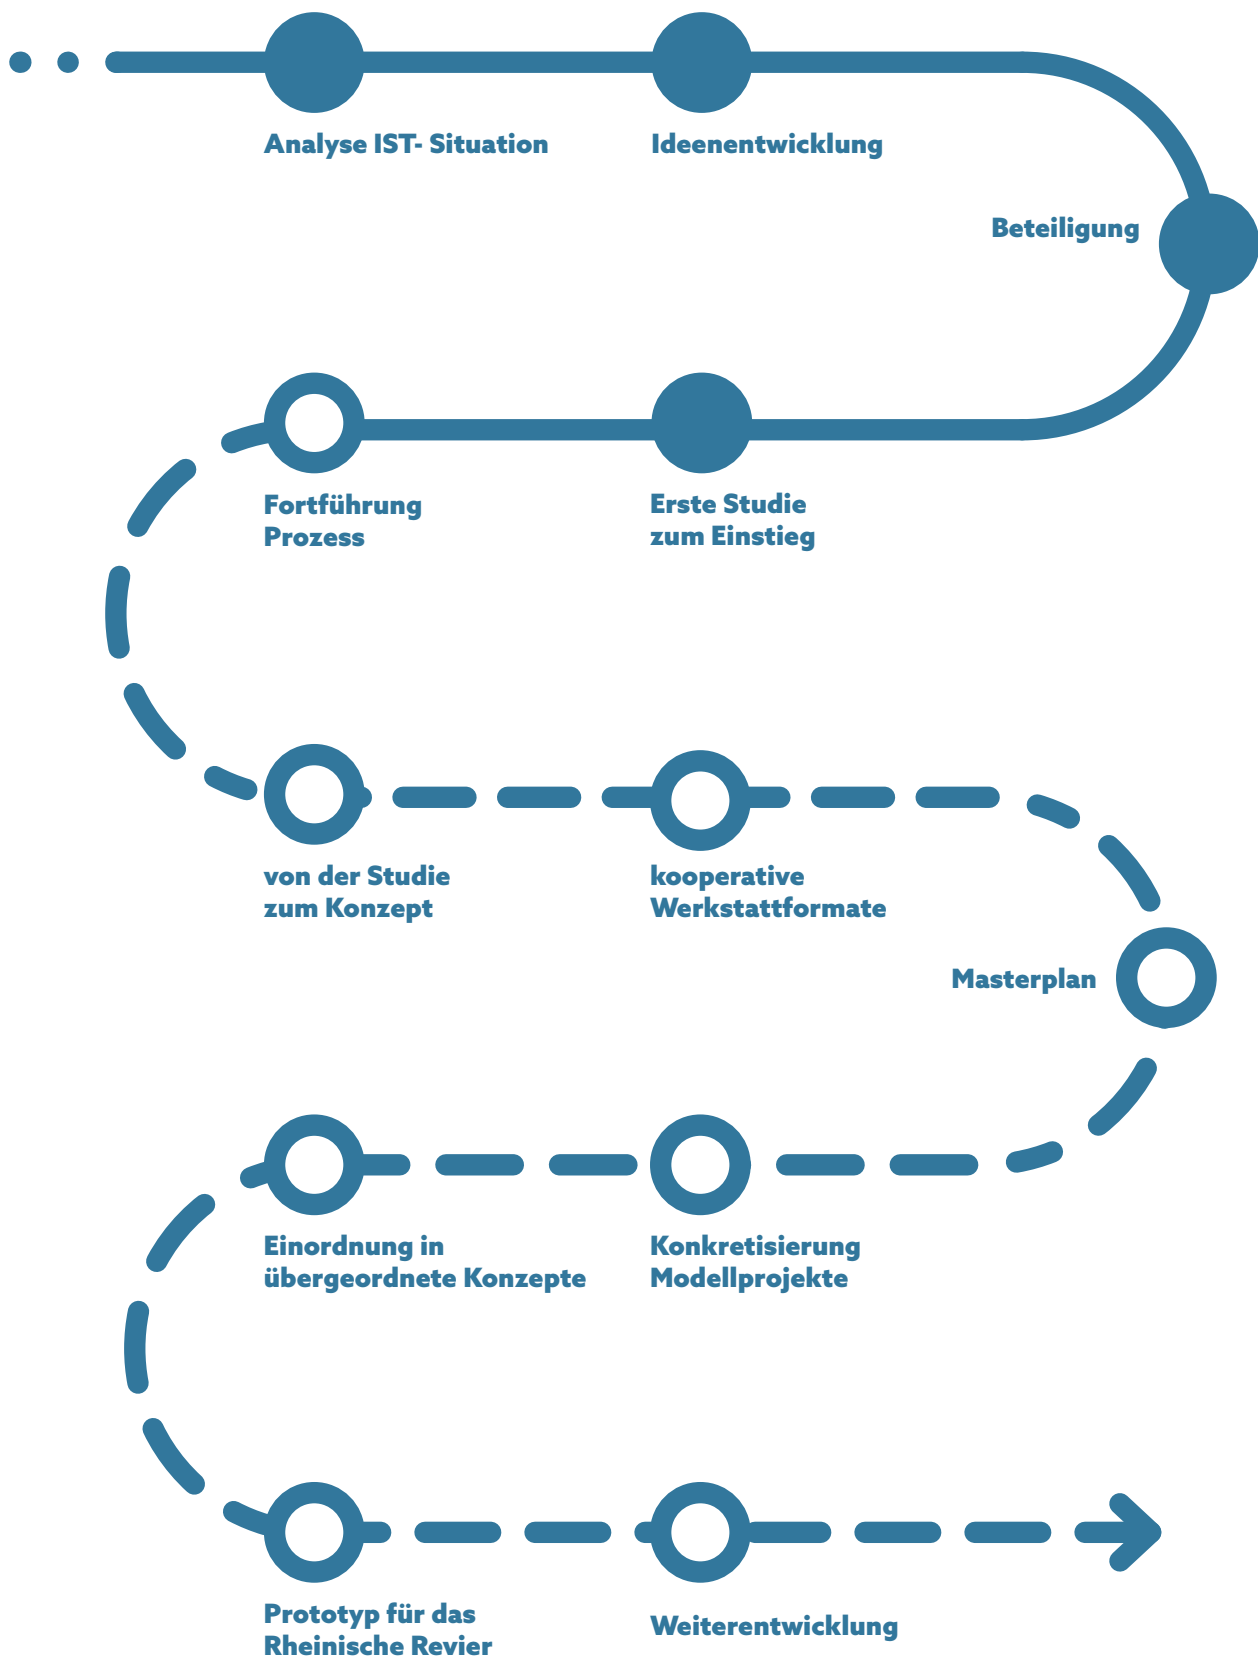 Analyse IST- Situation
Ideenentwicklung
Beteiligung
Erste Studie
zum Einstieg
Fortführung
Prozess
von der Studie
zum Konzept
kooperative
Werkstattformate
Masterplan
Konkretisierung
Modellprojekte
Einordnung in
übergeordnete Konzepte
Prototyp für das
Rheinische Revier
Weiterentwicklung